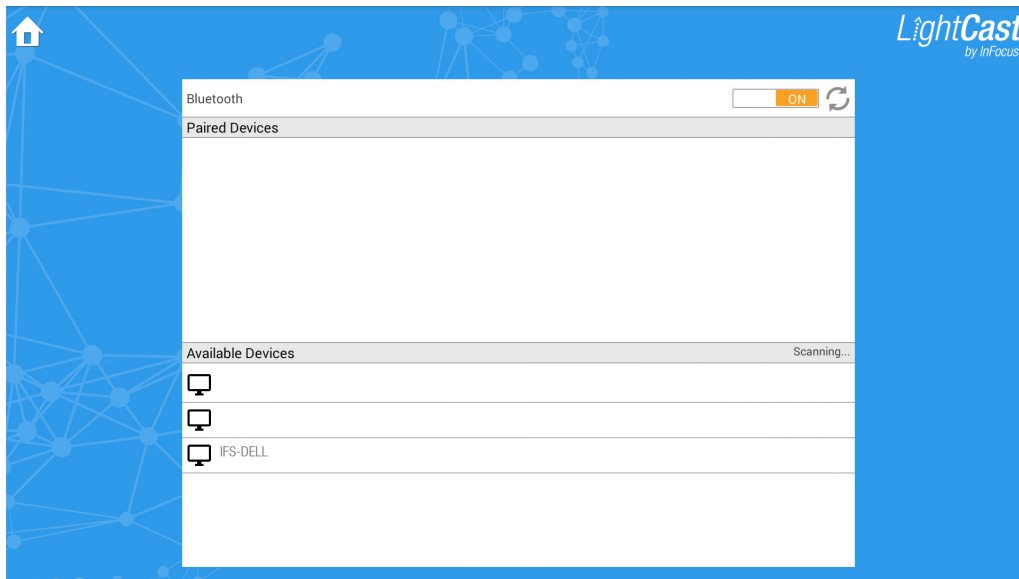 LightCast
by InFocus
Bluetooth
ON
Paired Devices
Available Devices
Scanning...
IFS-DELL